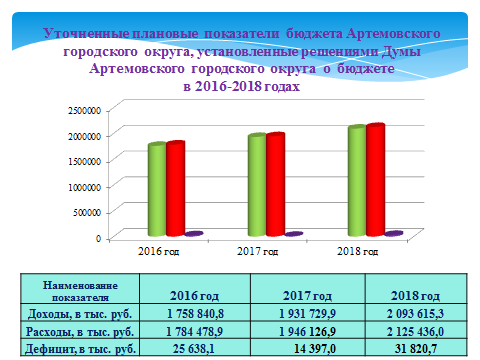 Уточненные плановые показатели бюджета Артемовского
городского округа, установленные решениями Думы
Артемовского городского округа о бюджете
в 2016-2018 годах
2500000
2000000
1500000
1000000
500000
0
2016 год 2017 год 2018 год
Наименование показателя 2016 год 2017 год 2018 год
Доходы, в тыс. руб. 1 758 840,8 1 931 729,9 2 093 615,3
Расходы, в тыс. руб. 1 784 478,9 1 946 126,9 2 125 436,0
Дефицит, в тыс. руб. 25 638,1 14 397,0 31 820,7